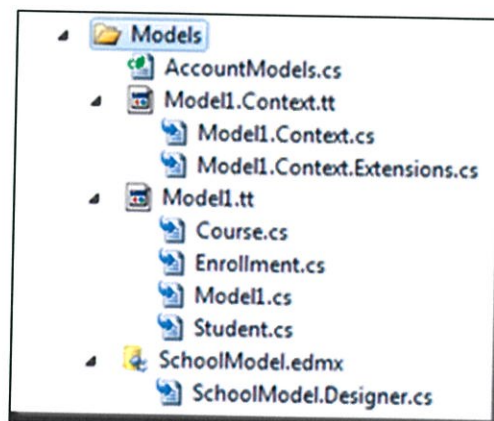 Models
AccountModels.cs
Model1.Context.tt
Model1.Context.cs
Model1.Context.Extensions.cs
Model1.tt
Course.cs
Enrollment.cs
Model1.cs
Student.cs
SchoolModel.edmx
SchoolModel.Designer.cs